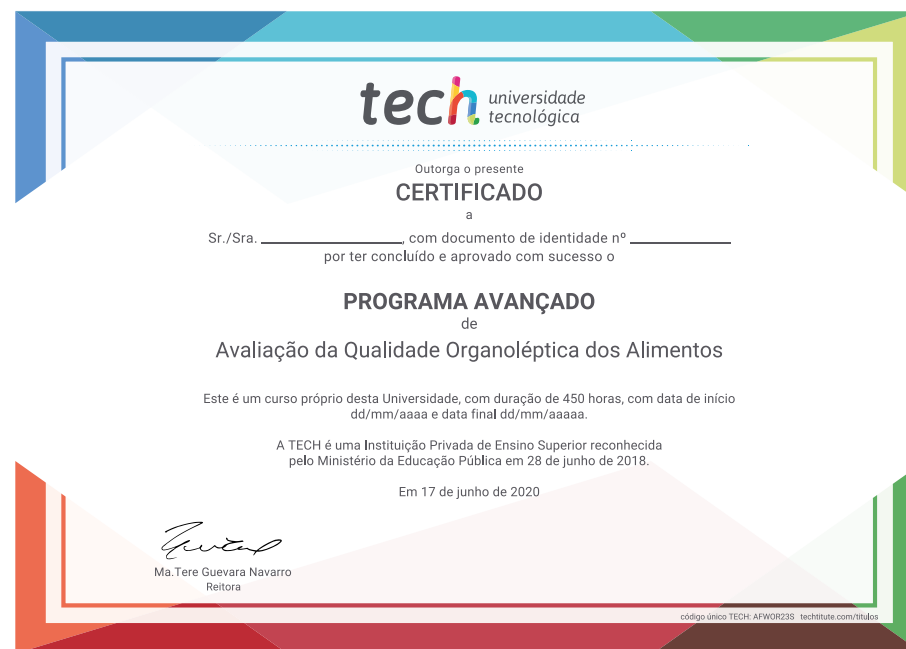 tech universidade
tecnológica
Outorga o presente
CERTIFICADO
a
Sr./Sra. ____________, com documento de identidade nº ____________
por ter concluído e aprovado com sucesso o
PROGRAMA AVANÇADO
de
Avaliação da Qualidade Organoléptica dos Alimentos
Este é um curso próprio desta Universidade, com duração de 450 horas, com data de início
dd/mm/aaaa e data final dd/mm/aaaaa.
A TECH é uma Instituição Privada de Ensino Superior reconhecida
pelo Ministério da Educação Pública em 28 de junho de 2018.
Em 17 de junho de 2020
Ma.Tere Guevara Navarro
Reitora
código único TECH: AFWOR23S techtitute.com/titulos